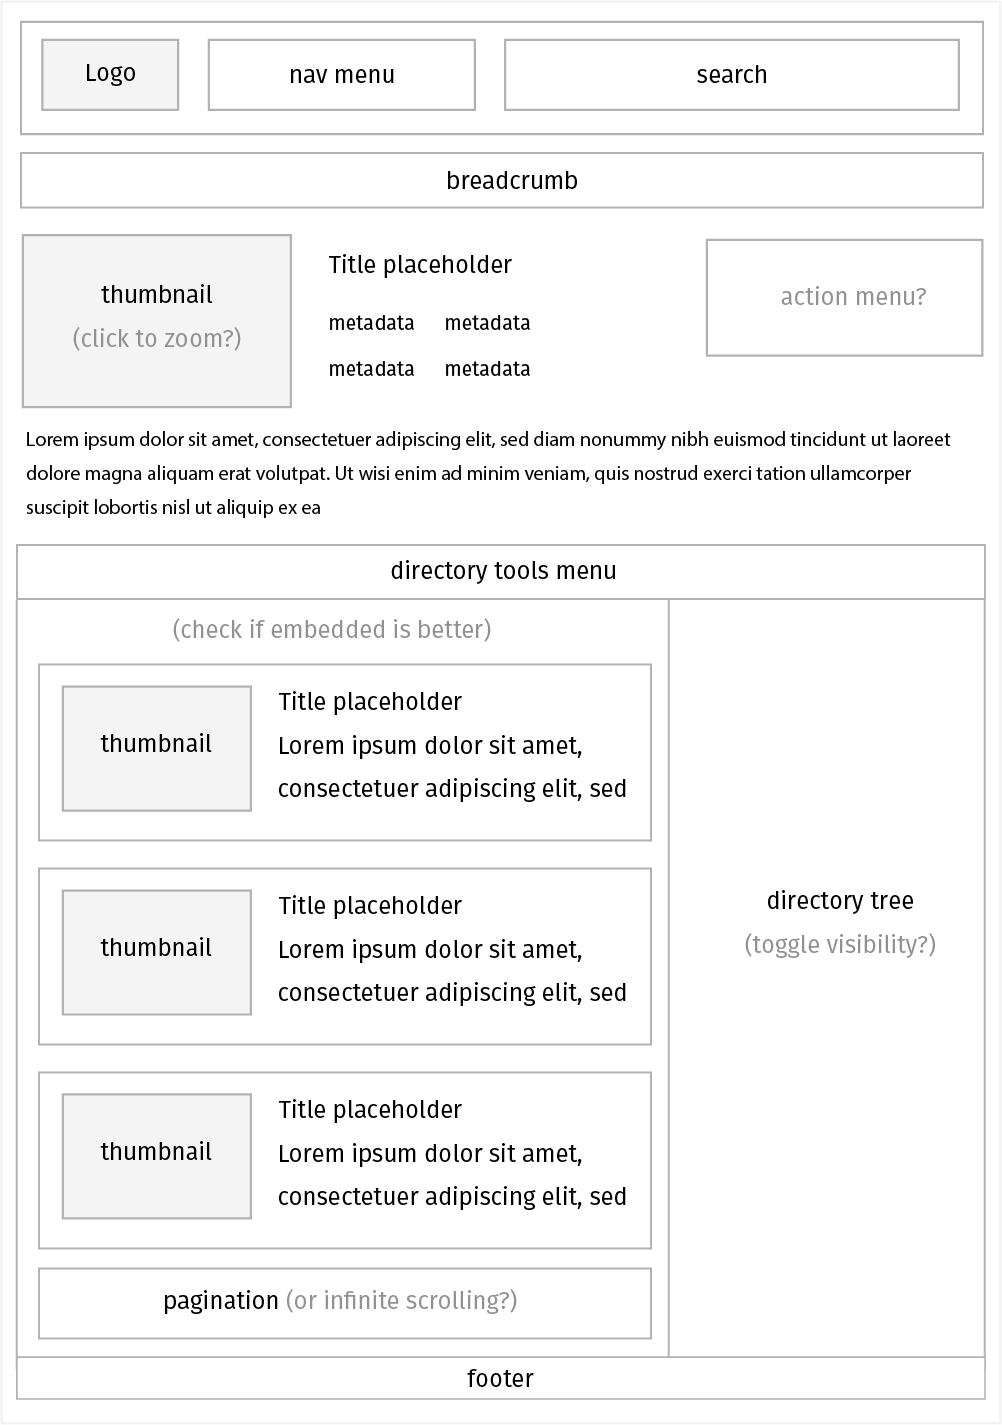 Logo
nav menu
search
breadcrumb
thumbnail
(click to zoom?)
Title placeholder
metadata metadata
metadata metadata
action menu?
Lorem ipsum dolor sit amet, consectetuer adipiscing elit, sed diam nonummy nibh euismod tincidunt ut laoreet
dolore magna aliquam erat volutpat. Ut wisi enim ad minim veniam, quis nostrud exerci tation ullamcorper
suscipit lobortis nisl ut aliquip ex ea
directory tools menu
(check if embedded is better)
thumbnail
Title placeholder
Lorem ipsum dolor sit amet,
consectetuer adipiscing elit, sed
thumbnail
Title placeholder
Lorem ipsum dolor sit amet,
consectetuer adipiscing elit, sed
thumbnail
Title placeholder
Lorem ipsum dolor sit amet,
consectetuer adipiscing elit, sed
pagination (or infinite scrolling?)
directory tree
(toggle visibility?)
footer